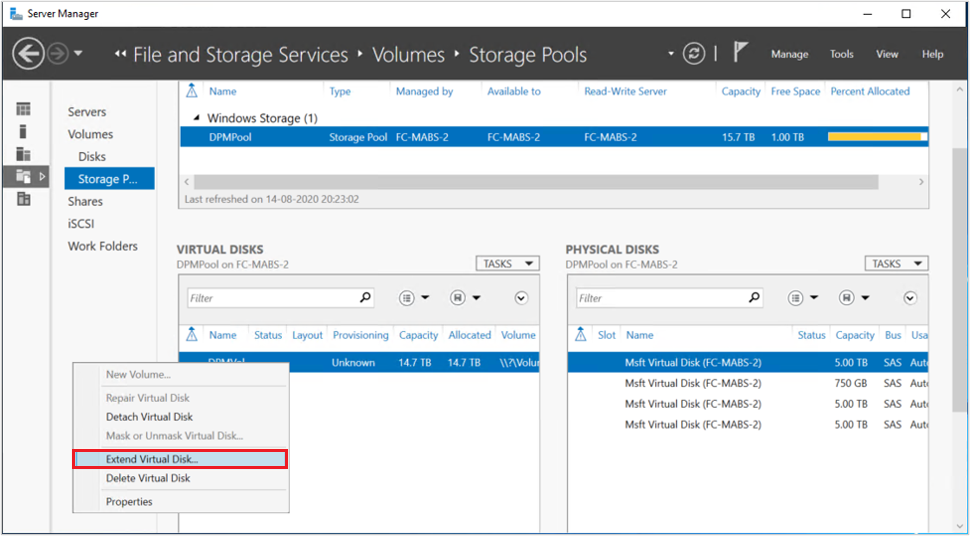 Server Manager
File and Storage Services ‣ Volumes ‣ Storage Pools
Manage Tools View Help
Servers
Volumes
Disks
Storage P...
Shares
iSCSI
Work Folders
Name Type Managed by Available to Read-Write Server Capacity Free Space Percent Allocated
Windows Storage (1)
DPMPool Storage Pool FC-MABS-2 FC-MABS-2 FC-MABS-2 15.7 TB 1.00 TB
Last refreshed on 14-08-2020 20:23:02
VIRTUAL DISKS
DPMPool on FC-MABS-2
TASKS
Filter
Name Status Layout Provisioning Capacity Allocated Volume
Unknown 14.7 TB 14.7 TB \\?\Volun
New Volume...
Repair Virtual Disk
Detach Virtual Disk
Mask or Unmask Virtual Disk...
Extend Virtual Disk...
Delete Virtual Disk
Properties
PHYSICAL DISKS
DPMPool on FC-MABS-2
TASKS
Filter
Slot Name Status Capacity Bus Usa
Msft Virtual Disk (FC-MABS-2) 5.00 TB SAS Aut
Msft Virtual Disk (FC-MABS-2) 750 GB SAS Aut
Msft Virtual Disk (FC-MABS-2) 5.00 TB SAS Aut
Msft Virtual Disk (FC-MABS-2) 5.00 TB SAS Aut